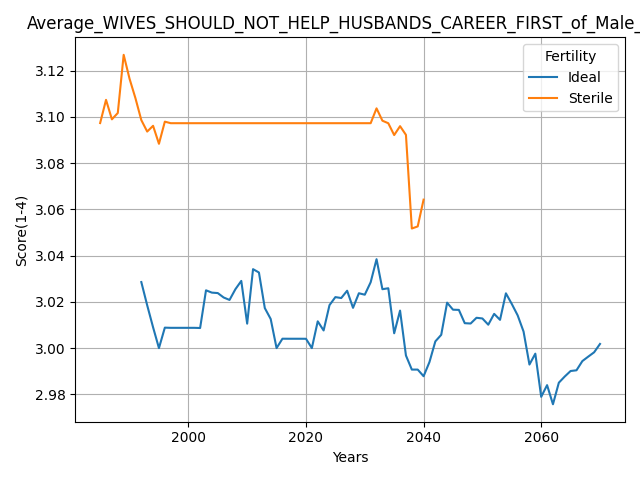 Average_WIVES_SHOULD_NOT_HELP_HUSBANDS_CAREER_FIRST_of_Male_
Fertility
Ideal
Sterile
3.12
3.10
3.08
3.06
3.04
3.02
3.00
2.98
Score(1-4)
2000
2020
2040
2060
Years